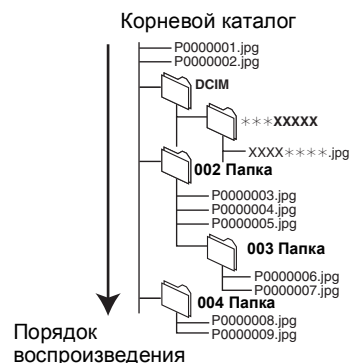 Корневой каталог
P0000001.jpg
P0000002.jpg
DCIM
∗∗∗XXXXX
XXXX∗∗∗∗.jpg
002 Папка
P0000003.jpg
P0000004.jpg
P0000005.jpg
003 Папка
P0000006.jpg
P0000007.jpg
004 Папка
P0000008.jpg
P0000009.jpg
Порядок
воспроизведения